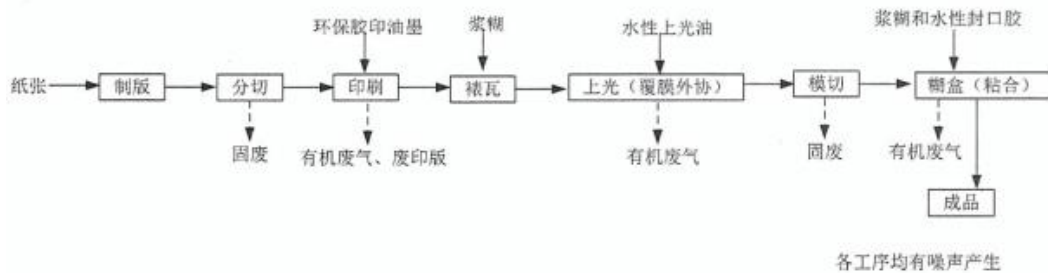 环保胶印油墨
浆糊
水性上光油
浆糊和水性封口胶
纸张
制版
分切
印刷
裱瓦
上光（覆膜外协）
模切
糊盒（粘合）
固废
有机废气、废印版
有机废气
固废
有机废气
成品
各工序均有噪声产生